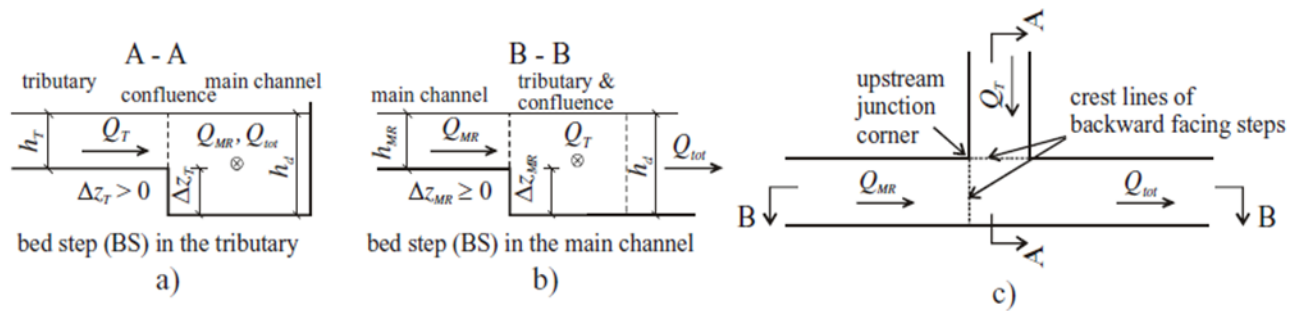 A - A
tributary
confluence
main channel
h_T
Q_T
Q_MR, Q_tot
⊗
h_d
Δz_T > 0
Δz_T
bed step (BS) in the tributary
a)
B - B
main channel
tributary &
confluence
h_MR
Q_MR
Q_T
⊗
h_d
Q_tot
Δz_MR ≥ 0
Δz_MR
bed step (BS) in the main channel
b)
A
upstream
junction
corner
Q_T
crest lines of
backward facing steps
Q_MR
Q_tot
B
B
A
c)